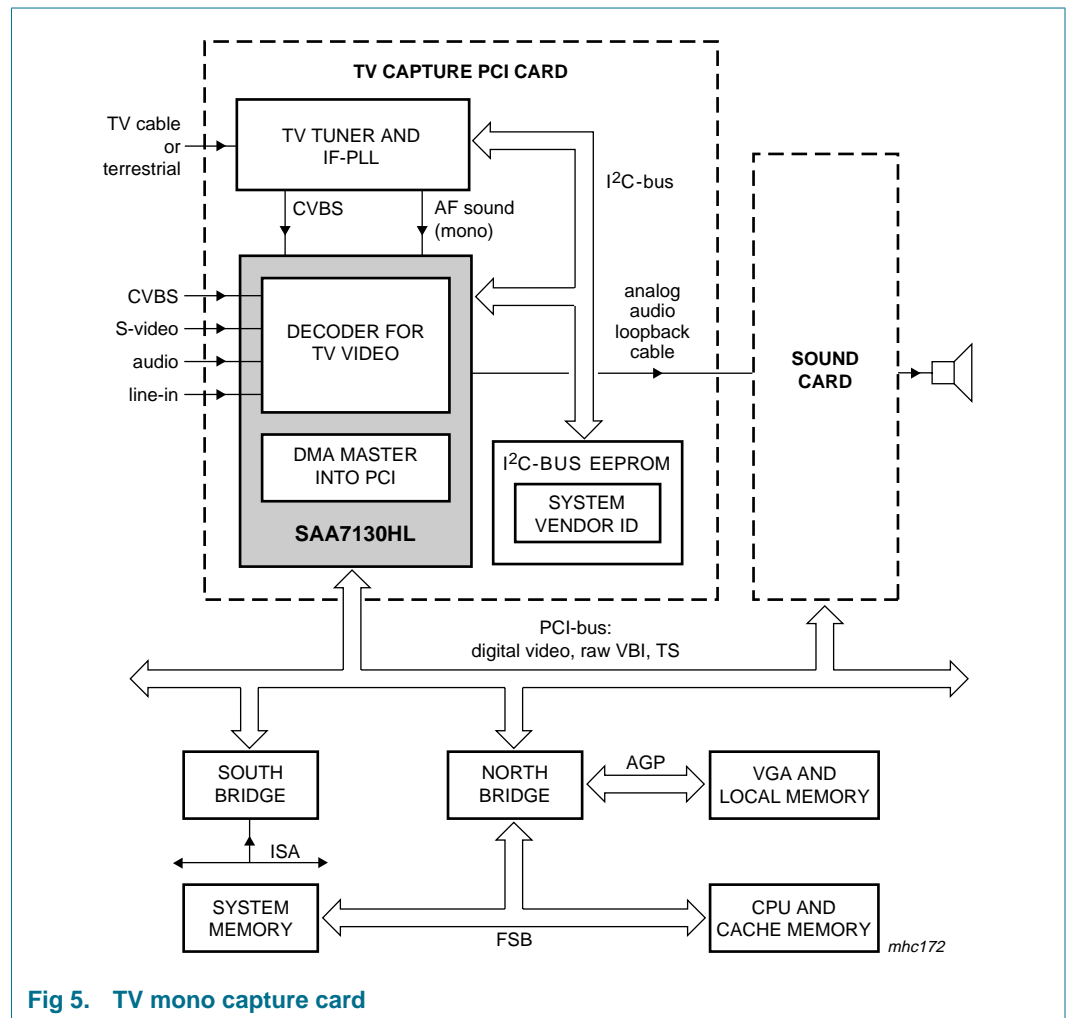 TV CAPTURE PCI CARD
TV cable
or
terrestrial
TV TUNER AND
IF-PLL
I2C-bus
CVBS
AF sound
(mono)
CVBS
S-video
audio
line-in
DECODER FOR
TV VIDEO
analog
audio
loopback
cable
SOUND
CARD
DMA MASTER
INTO PCI
SAA7130HL
I2C-BUS EEPROM
SYSTEM
VENDOR ID
PCI-bus:
digital video, raw VBI, TS
SOUTH
BRIDGE
NORTH
BRIDGE
AGP
VGA AND
LOCAL MEMORY
ISA
SYSTEM
MEMORY
FSB
CPU AND
CACHE MEMORY
mhc172
Fig 5. TV mono capture card